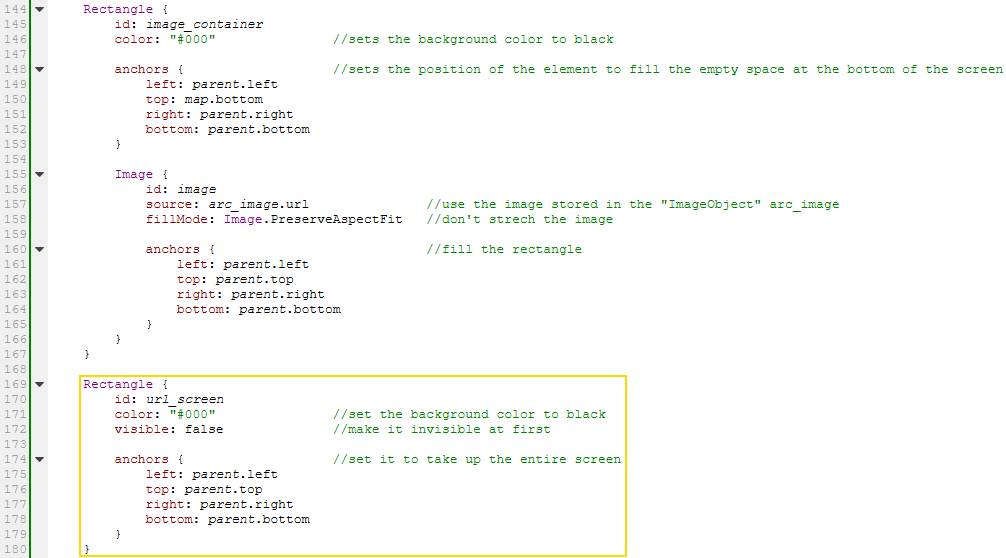 144 Rectangle {
145 id: image_container
146 color: "#000" //sets the background color to black
147
148 anchors { //sets the position of the element to fill the empty space at the bottom of the screen
149 left: parent.left
150 top: map.bottom
151 right: parent.right
152 bottom: parent.bottom
153 }
154
155 Image {
156 id: image
157 source: arc_image.url //use the image stored in the "ImageObject" arc_image
158 fillMode: Image.PreserveAspectFit //don't strech the image
159
160 anchors { //fill the rectangle
161 left: parent.left
162 top: parent.top
163 right: parent.right
164 bottom: parent.bottom
165 }
166 }
167 }
168
169 Rectangle {
170 id: url_screen
171 color: "#000" //set the background color to black
172 visible: false //make it invisible at first
173
174 anchors { //set it to take up the entire screen
175 left: parent.left
176 top: parent.top
177 right: parent.right
178 bottom: parent.bottom
179 }
180 }